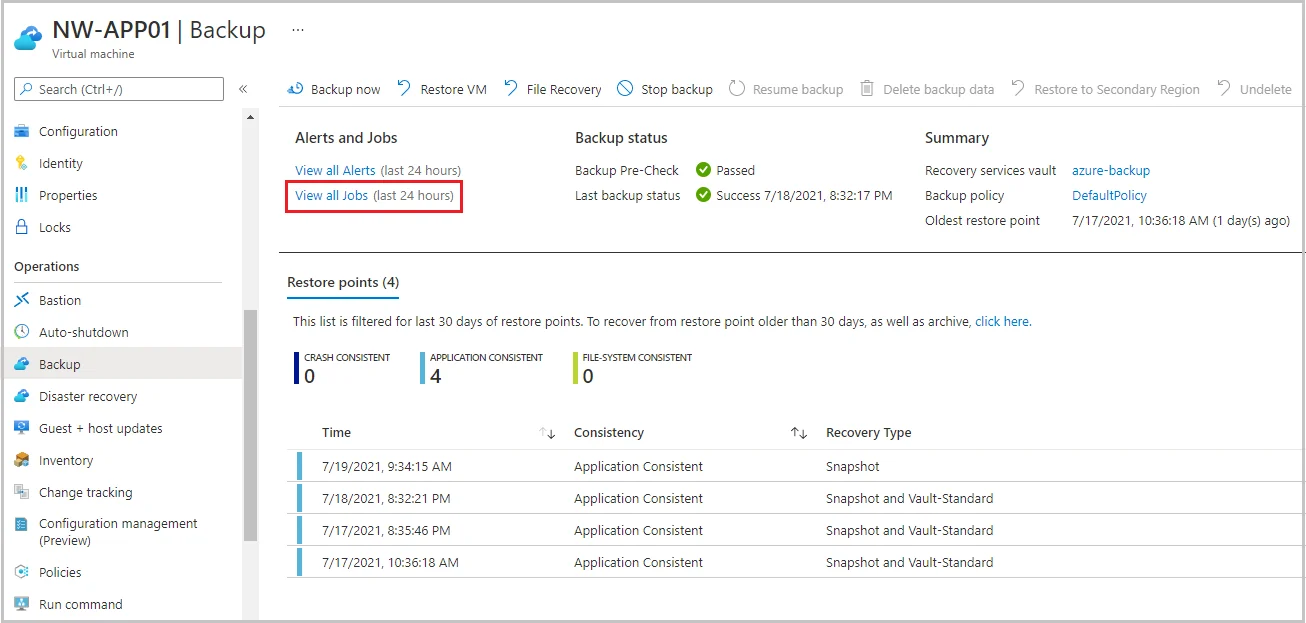 NW-APP01 | Backup ...
Virtual machine
Search (Ctrl+/) «
Configuration
Identity
Properties
Locks
Operations
Bastion
Auto-shutdown
Backup
Disaster recovery
Guest + host updates
Inventory
Change tracking
Configuration management
(Preview)
Policies
Run command
Backup now Restore VM File Recovery Stop backup Resume backup Delete backup data Restore to Secondary Region Undelete
Alerts and Jobs
View all Alerts (last 24 hours)
View all Jobs (last 24 hours)
Backup status
Backup Pre-Check Passed
Last backup status Success 7/18/2021, 8:32:17 PM
Summary
Recovery services vault azure-backup
Backup policy DefaultPolicy
Oldest restore point 7/17/2021, 10:36:18 AM (1 day(s) ago)
Restore points (4)
This list is filtered for last 30 days of restore points. To recover from restore point older than 30 days, as well as archive, click here.
CRASH CONSISTENT
0
APPLICATION CONSISTENT
4
FILE-SYSTEM CONSISTENT
0
Time ↑↓ Consistency ↑↓ Recovery Type
7/19/2021, 9:34:15 AM Application Consistent Snapshot
7/18/2021, 8:32:21 PM Application Consistent Snapshot and Vault-Standard
7/17/2021, 8:35:46 PM Application Consistent Snapshot and Vault-Standard
7/17/2021, 10:36:18 AM Application Consistent Snapshot and Vault-Standard